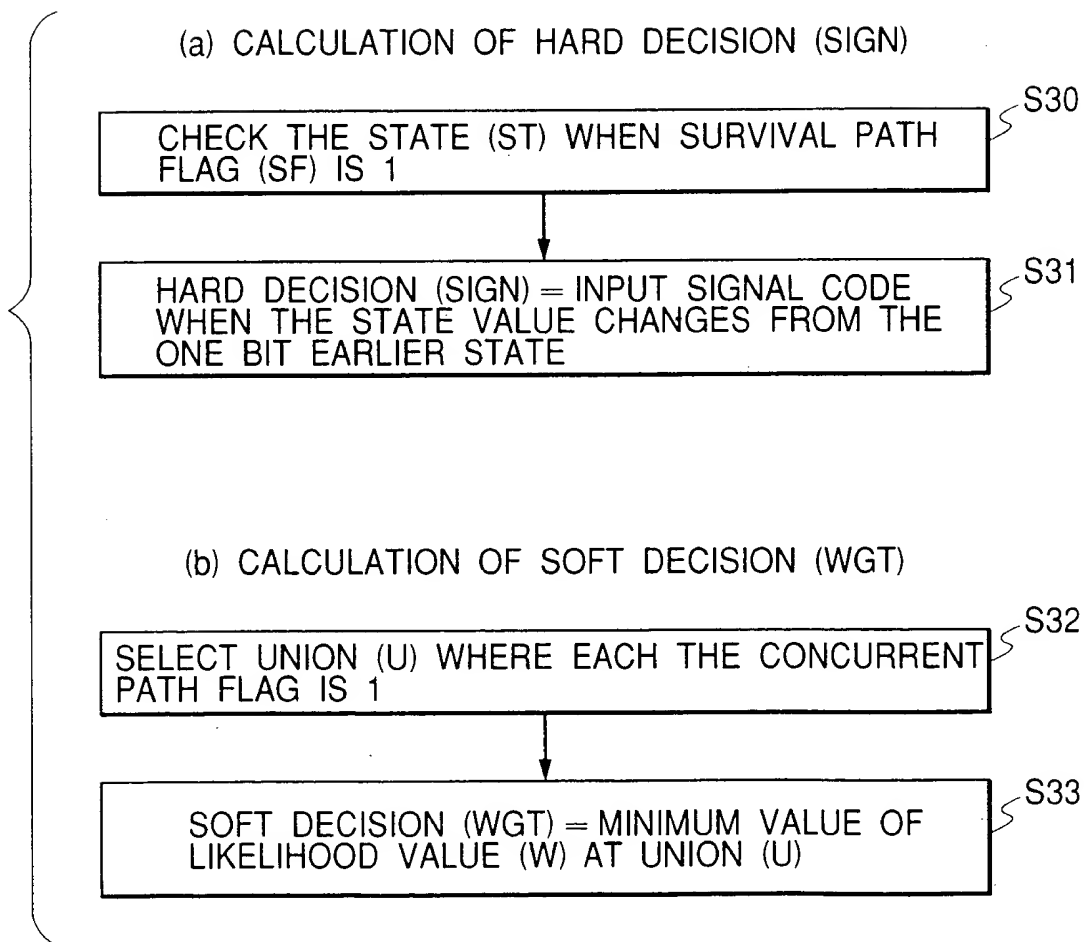 (a) CALCULATION OF HARD DECISION (SIGN)
S30
CHECK THE STATE (ST) WHEN SURVIVAL PATH
FLAG (SF) IS 1
S31
HARD DECISION (SIGN) = INPUT SIGNAL CODE
WHEN THE STATE VALUE CHANGES FROM THE
ONE BIT EARLIER STATE
(b) CALCULATION OF SOFT DECISION (WGT)
S32
SELECT UNION (U) WHERE EACH THE CONCURRENT
PATH FLAG IS 1
S33
SOFT DECISION (WGT) = MINIMUM VALUE OF
LIKELIHOOD VALUE (W) AT UNION (U)